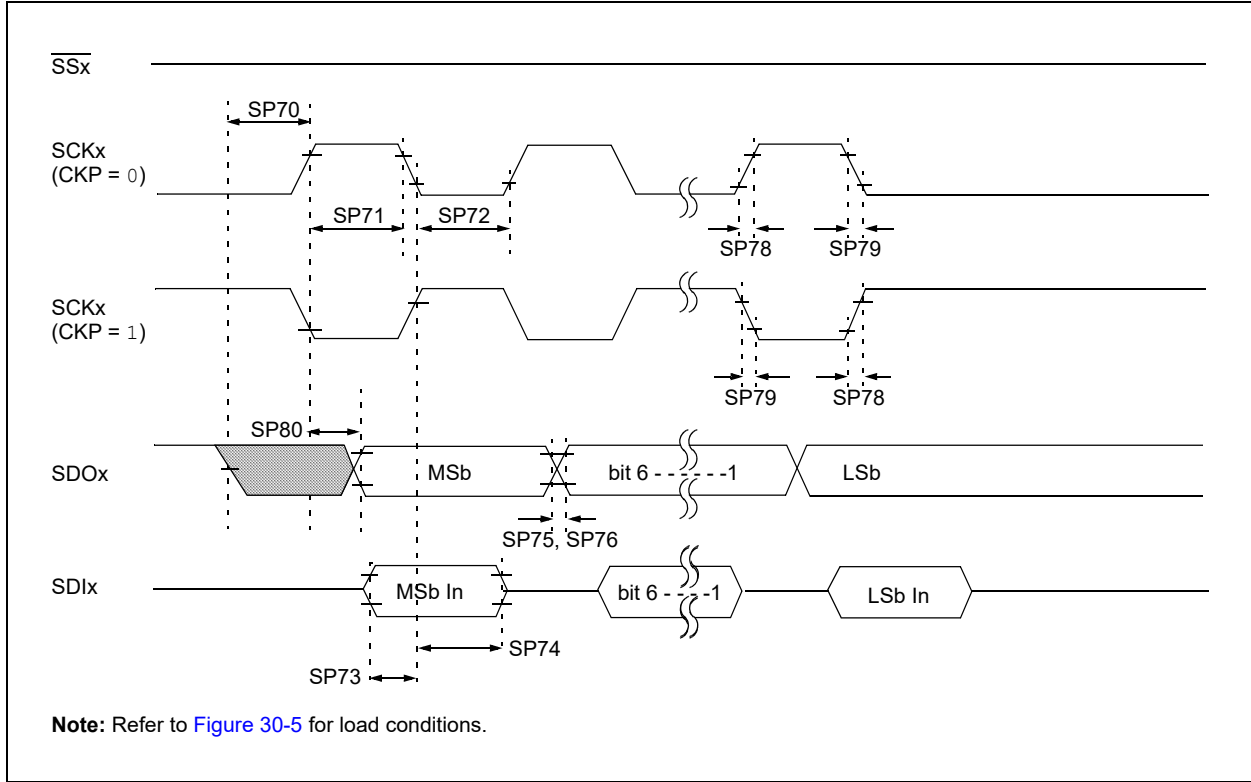 SSx
SP70
SCKx
(CKP = 0)
SP71
SP72
SP78
SP79
SCKx
(CKP = 1)
SP79
SP78
SP80
SDOx
MSb
bit 6 - - - - - - -1
LSb
SP75, SP76
SDIx
MSb In
bit 6 - - - - -1
LSb In
SP74
SP73
Note: Refer to Figure 30-5 for load conditions.